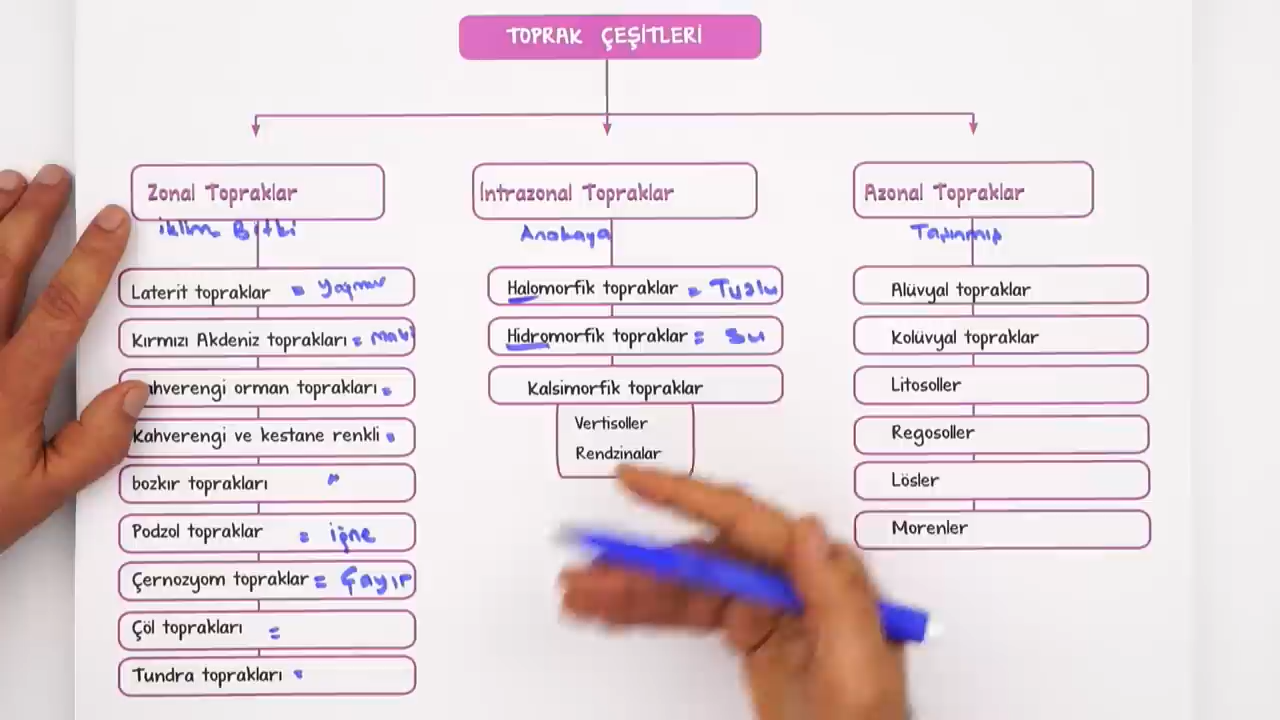 TOPRAK ÇEŞİTLERİ
Zonal Topraklar
iklim Bitki
Laterit topraklar = Yağmur
Kırmızı Akdeniz toprakları = maki
ahverengi orman toprakları =
Kahverengi ve kestane renkli =
bozkır toprakları "
Podzol topraklar = iğne
Çernozyom topraklar = Çayır
Çöl toprakları =
Tundra toprakları =
İntrazonal Topraklar
Anakaya
Halomorfik topraklar = Tuzlu
Hidromorfik topraklar = Su
Kalsimorfik topraklar
Vertisoller
Rendzinalar
Azonal Topraklar
Taşınmış
Alüvyal topraklar
Kolüvyal topraklar
Litosoller
Regosoller
Lösler
Morenler